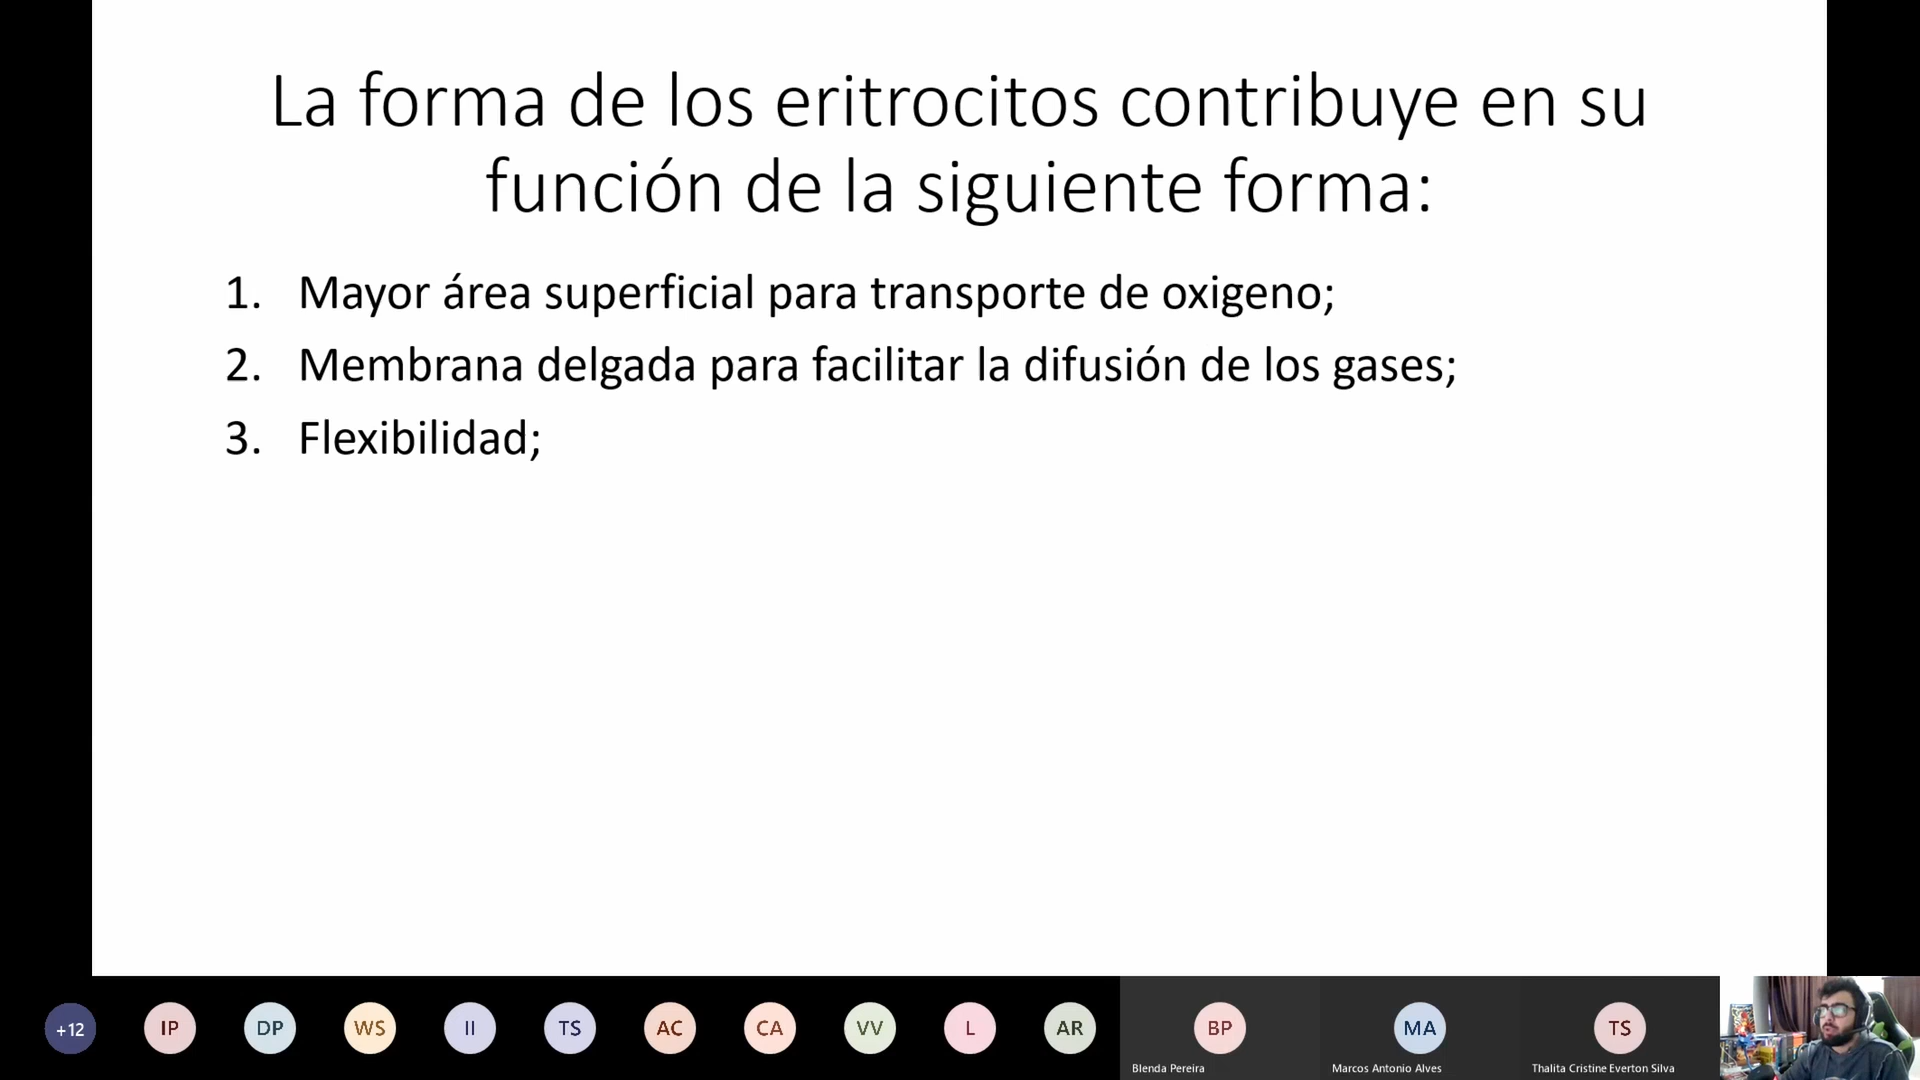 La forma de los eritrocitos contribuye en su
función de la siguiente forma:
1. Mayor área superficial para transporte de oxigeno;
2. Membrana delgada para facilitar la difusión de los gases;
3. Flexibilidad;
+12 IP DP WS II TS AC CA VV L AR BP MA TS
Blenda Pereira Marcos Antonio Alves Thalita Cristine Everton Silva